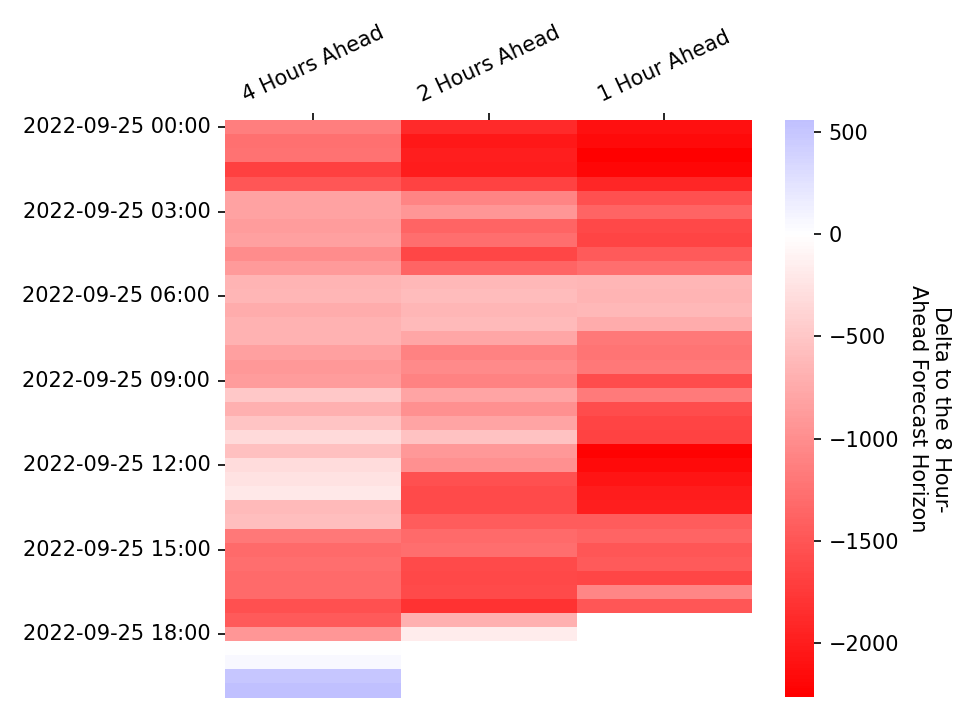 4 Hours Ahead
2 Hours Ahead
1 Hour Ahead
2022-09-25 00:00
2022-09-25 03:00
2022-09-25 06:00
2022-09-25 09:00
2022-09-25 12:00
2022-09-25 15:00
2022-09-25 18:00
500
0
−500
−1000
−1500
−2000
Delta to the 8 Hour-
Ahead Forecast Horizon